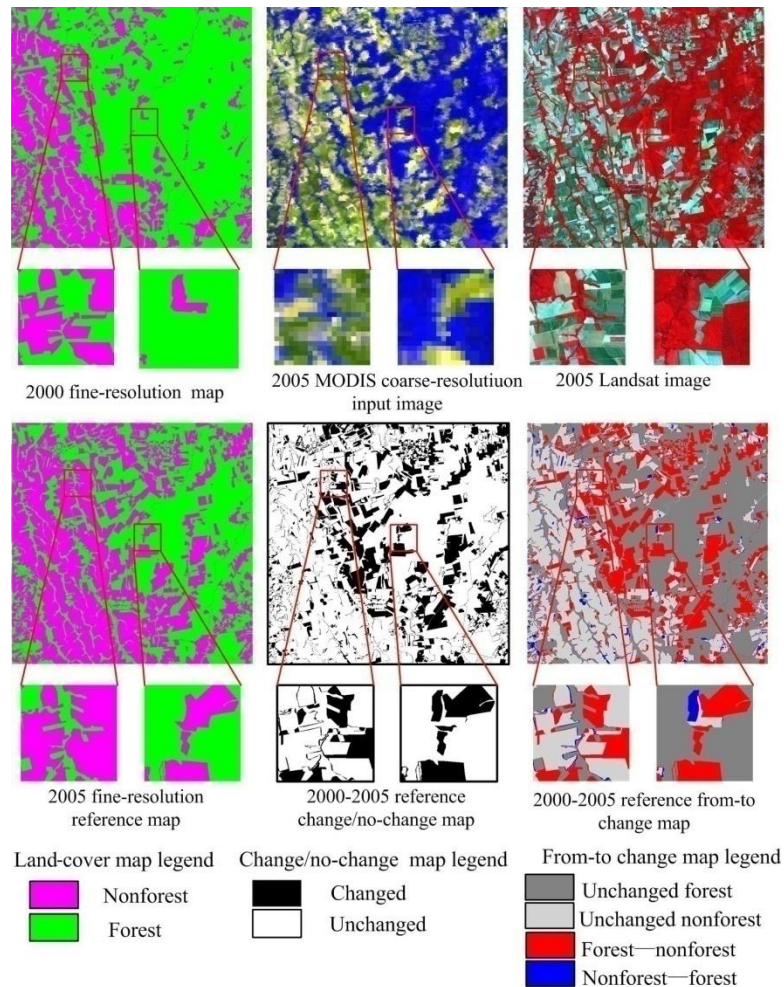 2000 fine-resolution map
2005 MODIS coarse-resolutiuon
input image
2005 Landsat image
2005 fine-resolution
reference map
2000-2005 reference
change/no-change map
2000-2005 reference from-to
change map
Land-cover map legend
Nonforest
Forest
Change/no-change map legend
Changed
Unchanged
From-to change map legend
Unchanged forest
Unchanged nonforest
Forest—nonforest
Nonforest—forest